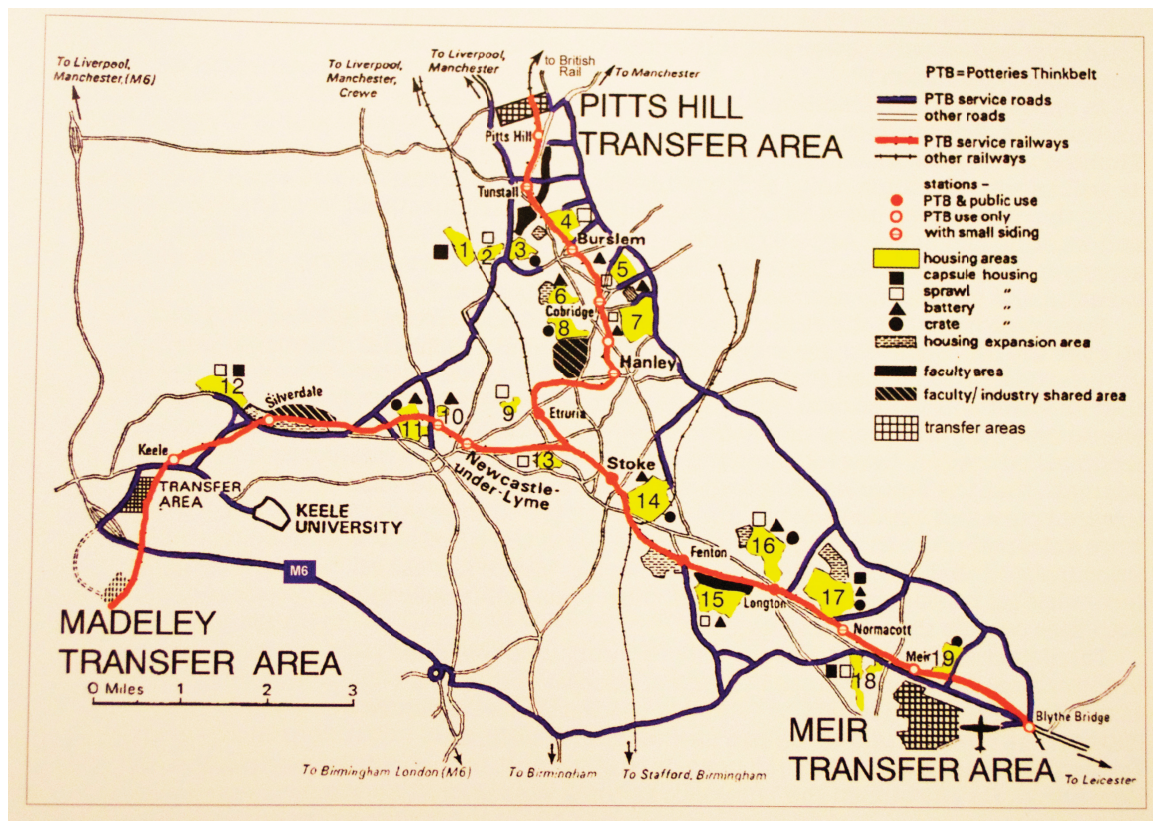 To Liverpool,
Manchester,(M6)
To Liverpool,
Manchester,
Crewe
To Liverpool,
Manchester
to British
Rail
To Manchester
PITTS HILL
TRANSFER AREA
Pitts Hill
Tunstall
1
2
3
4
Burslem
5
6
Cobridge
7
8
Hanley
12
Silverdale
11
10
9
Etruria
Keele
Newcastle-
under-Lyme
13
Stoke
14
TRANSFER
AREA
KEELE
UNIVERSITY
M6
Fenton
16
15
Longton
17
Normacott
Meir
19
18
Blythe Bridge
MADELEY
TRANSFER AREA
0 Miles 1 2 3
MEIR
TRANSFER AREA
To Birmingham London (M6)
To Birmingham
To Stafford, Birmingham
To Leicester
PTB = Potteries Thinkbelt
PTB service roads
other roads
PTB service railways
other railways
stations –
PTB & public use
PTB use only
with small siding
housing areas
capsule housing
sprawl "
battery "
crate "
housing expansion area
faculty area
faculty/ industry shared area
transfer areas